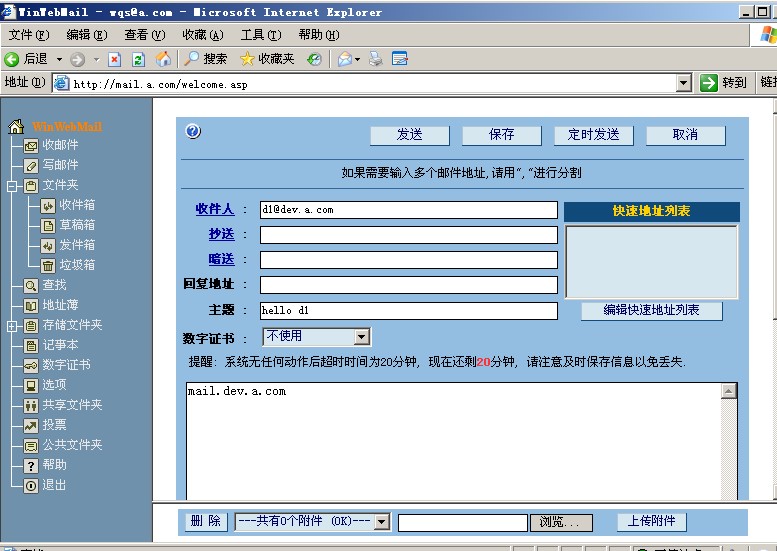 WinWebMail - wqs@a.com - Microsoft Internet Explorer
文件(F) 编辑(E) 查看(V) 收藏(A) 工具(T) 帮助(H)
后退 搜索 收藏夹
地址(D) http://mail.a.com/welcome.asp 转到
WinWebMail
收邮件
写邮件
文件夹
收件箱
草稿箱
发件箱
垃圾箱
查找
地址薄
存储文件夹
记事本
数字证书
选项
共享文件夹
投票
公共文件夹
帮助
退出
发送 保存 定时发送 取消
如果需要输入多个邮件地址,请用“,”进行分割
收件人 : d1@dev.a.com
抄送 :
暗送 :
回复地址 :
主题 : hello d1
数字证书 : 不使用
快速地址列表
编辑快速地址列表
提醒: 系统无任何动作后超时时间为20分钟, 现在还剩20分钟, 请注意及时保存信息以免丢失.
mail.dev.a.com
删 除 ---共有0个附件 (0K)--- 浏览... 上传附件